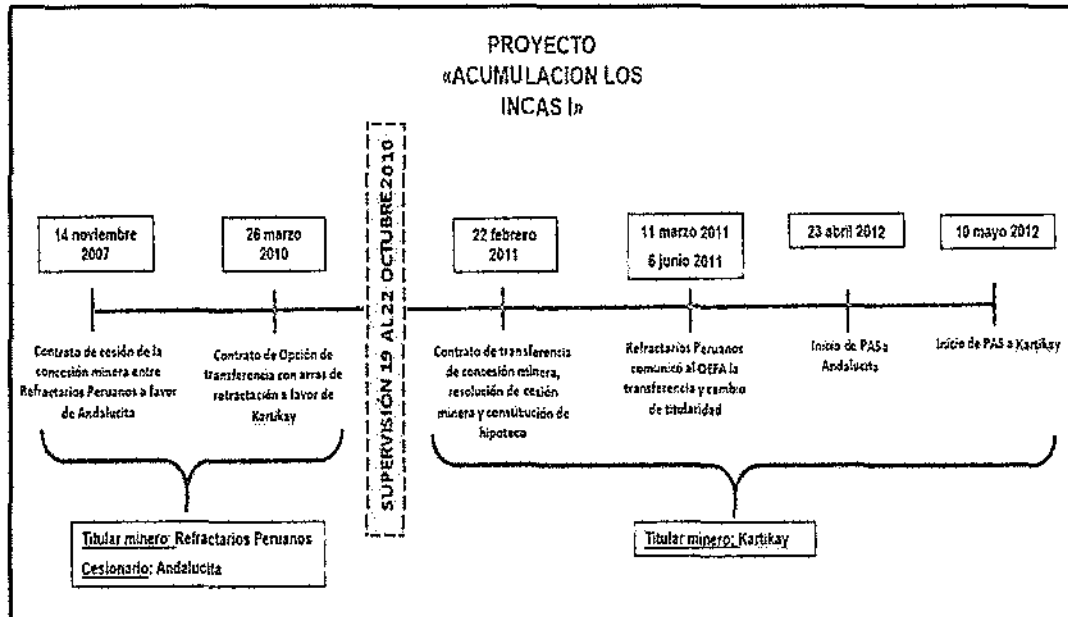 PROYECTO
«ACUMULACION LOS
INCAS I»
SUPERVISIÓN 19 AL 22 OCTUBRE 2010
14 noviembre
2007
26 marzo
2010
22 febrero
2011
11 marzo 2011
6 junio 2011
23 abril 2012
10 mayo 2012
Contrato de cesión de la
concesión minera entre
Refractarios Peruanos a favor
de Andalucita
Contrato de Opción de
transferencia con arras de
refractación a favor de
Kartikay
Contrato de transferencia
de concesión minera,
resolución de cesión
minera y constitución de
hipoteca
Refractarios Peruanos
comunicó al OEFA la
transferencia y cambio
de titularidad
Inicio de PAS a
Andalucita
Inicio de PAS a Kartikay
Titular minero: Refractarios Peruanos
Cesionario: Andalucita
Titular minero: Kartikay